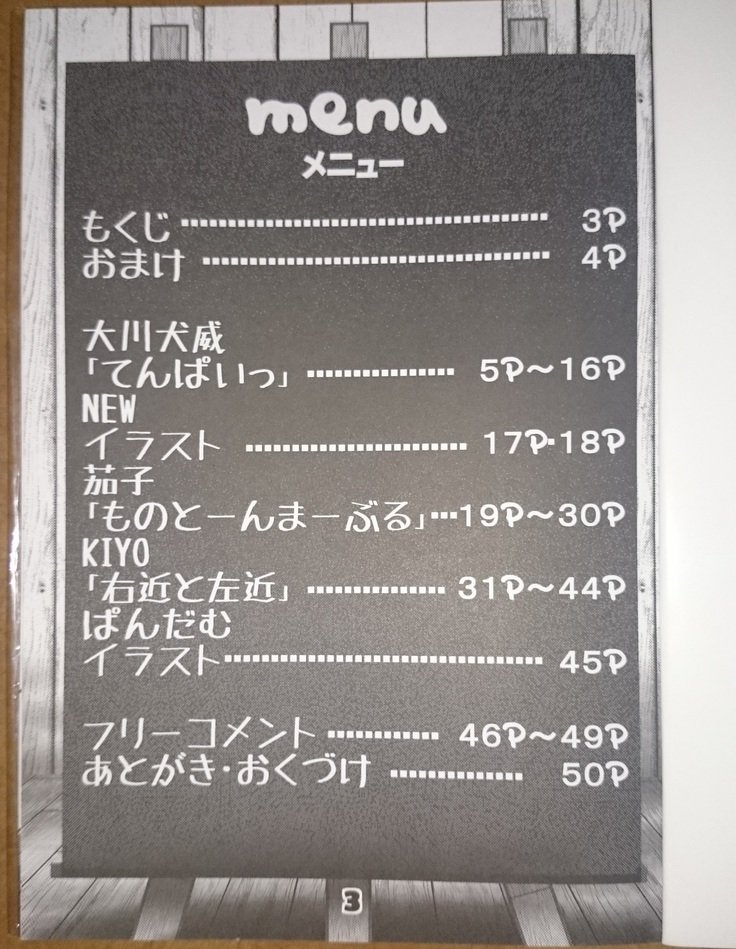 menu
メニュー
もくじ ………………………… 3P
おまけ ………………………… 4P
大川犬威
「てんぱいっ」 ………… 5P～16P
NEW
イラスト ……………… 17P・18P
茄子
「ものとーんまーぶる」…19P～30P
KIYO
「右近と左近」 ………… 31P～44P
ぱんだむ
イラスト……………………… 45P
フリーコメント ………… 46P～49P
あとがき・おくづけ ………… 50P
3